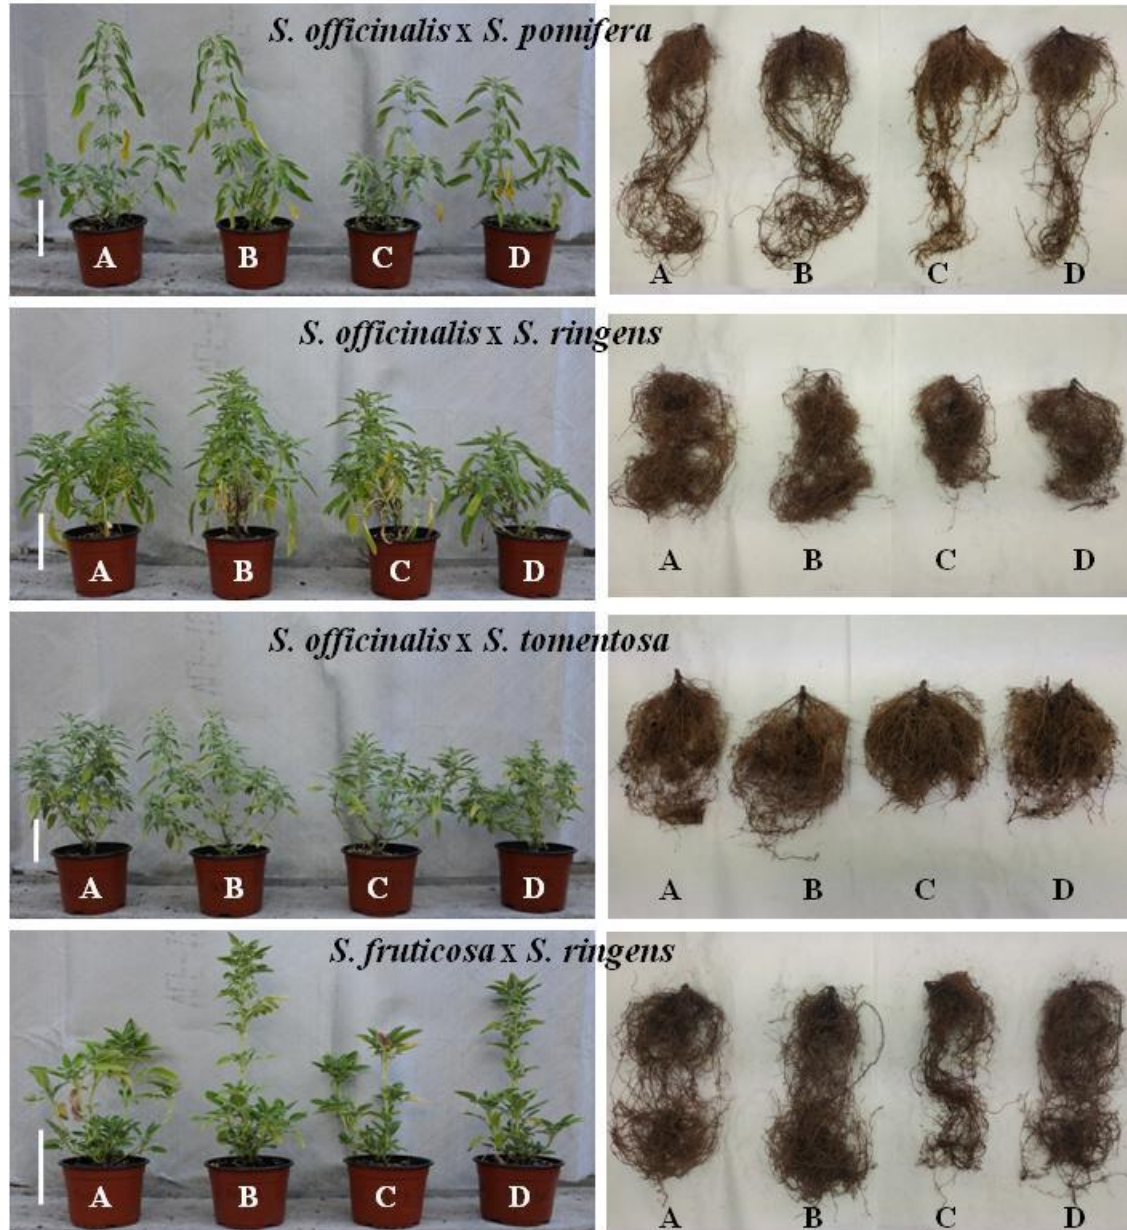 S. officinalis x S. pomifera
A B C D
A B C D
S. officinalis x S. ringens
A B C D
A B C D
S. officinalis x S. tomentosa
A B C D
A B C D
S. fruticosa x S. ringens
A B C D
A B C D